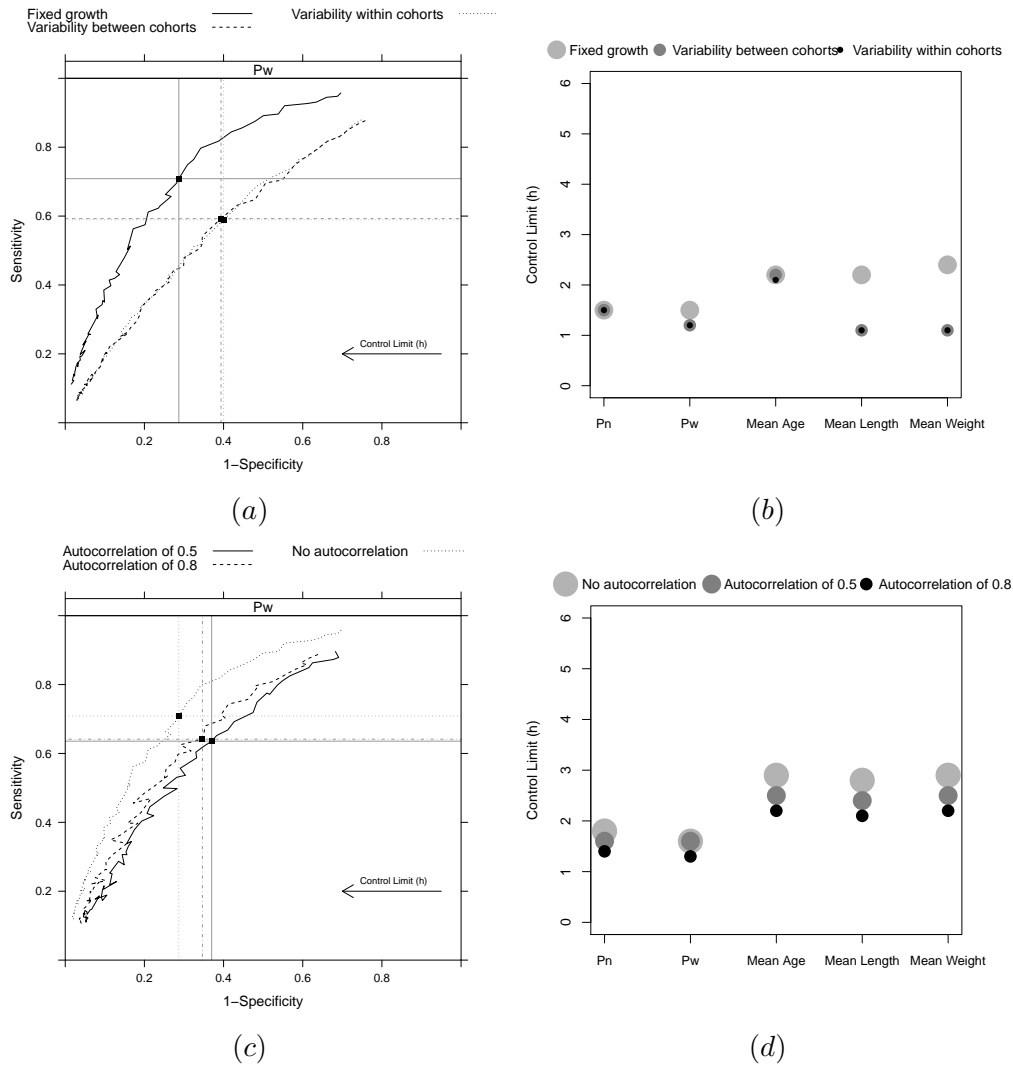 Fixed growth
Variability between cohorts
Variability within cohorts
Pw
0.8
0.6
0.4
0.2
Sensitivity
Control Limit (h)
0.2 0.4 0.6 0.8
1−Specificity
(a)
Fixed growth Variability between cohorts Variability within cohorts
6
5
4
3
2
1
0
Control Limit (h)
Pn Pw Mean Age Mean Length Mean Weight
(b)
Autocorrelation of 0.5
Autocorrelation of 0.8
No autocorrelation
Pw
0.8
0.6
0.4
0.2
Sensitivity
Control Limit (h)
0.2 0.4 0.6 0.8
1−Specificity
(c)
No autocorrelation Autocorrelation of 0.5 Autocorrelation of 0.8
6
5
4
3
2
1
0
Control Limit (h)
Pn Pw Mean Age Mean Length Mean Weight
(d)